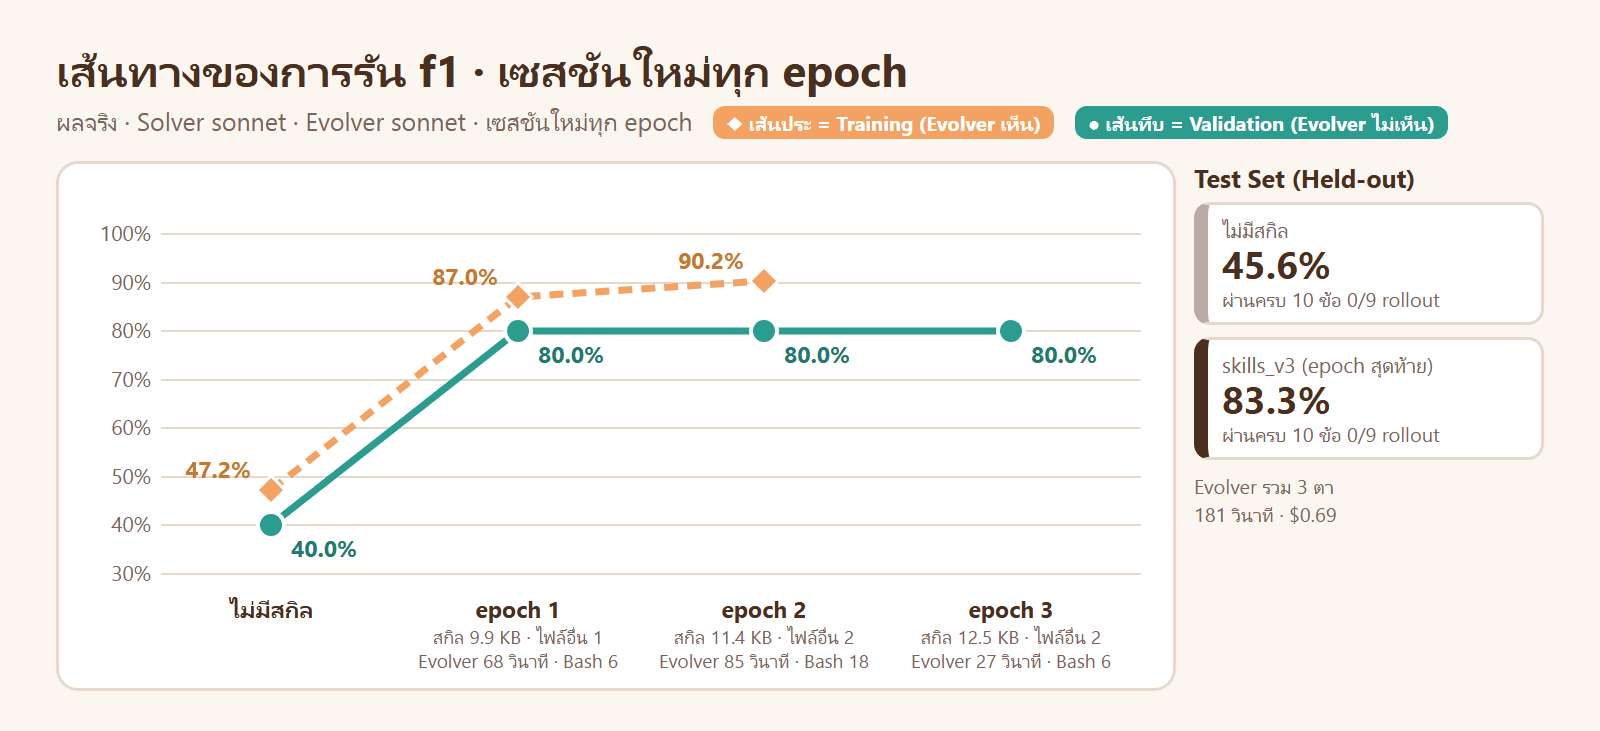 เส้นทางของการรัน f1 · เซสชันใหม่ทุก epoch
ผลจริง · Solver sonnet · Evolver sonnet · เซสชันใหม่ทุก epoch
◆ เส้นประ = Training (Evolver เห็น)
● เส้นทึบ = Validation (Evolver ไม่เห็น)
100%
90%
80%
70%
60%
50%
40%
30%
47.2%
87.0%
90.2%
40.0%
80.0%
80.0%
80.0%
ไม่มีสกิล
epoch 1
สกิล 9.9 KB · ไฟล์อื่น 1
Evolver 68 วินาที · Bash 6
epoch 2
สกิล 11.4 KB · ไฟล์อื่น 2
Evolver 85 วินาที · Bash 18
epoch 3
สกิล 12.5 KB · ไฟล์อื่น 2
Evolver 27 วินาที · Bash 6
Test Set (Held-out)
ไม่มีสกิล
45.6%
ผ่านครบ 10 ข้อ 0/9 rollout
skills_v3 (epoch สุดท้าย)
83.3%
ผ่านครบ 10 ข้อ 0/9 rollout
Evolver รวม 3 ตา
181 วินาที · $0.69